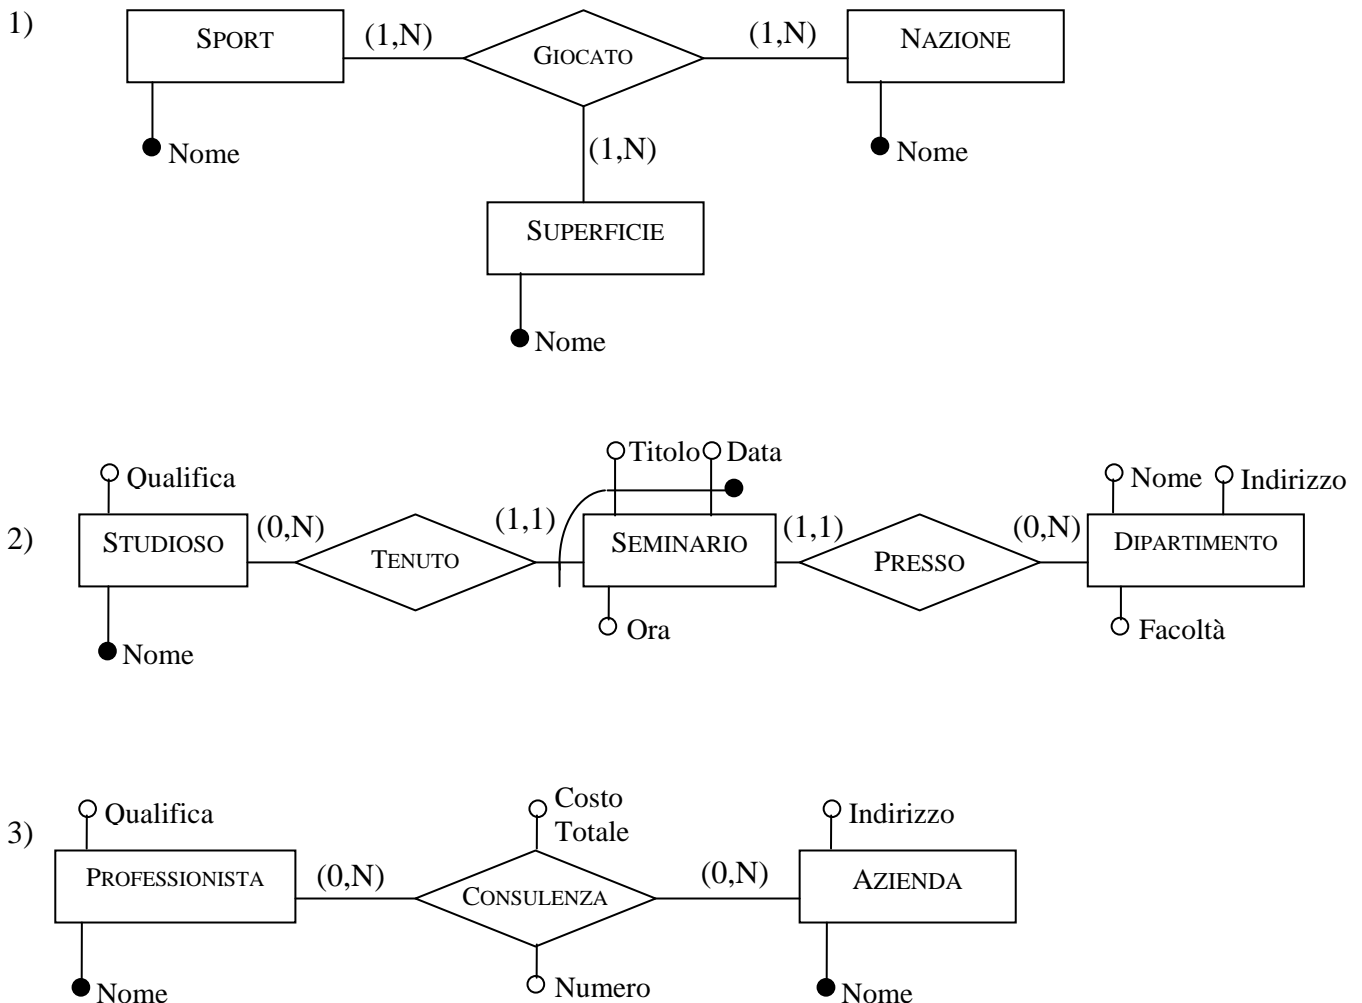 1)
SPORT (1,N) GIOCATO (1,N) NAZIONE
Nome (1,N) Nome
SUPERFICIE
Nome
Titolo Data
Qualifica Nome Indirizzo
2) STUDIOSO (0,N) TENUTO (1,1) SEMINARIO (1,1) PRESSO (0,N) DIPARTIMENTO
Nome Ora Facoltà
Costo
Qualifica Totale Indirizzo
3)
PROFESSIONISTA (0,N) CONSULENZA (0,N) AZIENDA
Nome Numero Nome